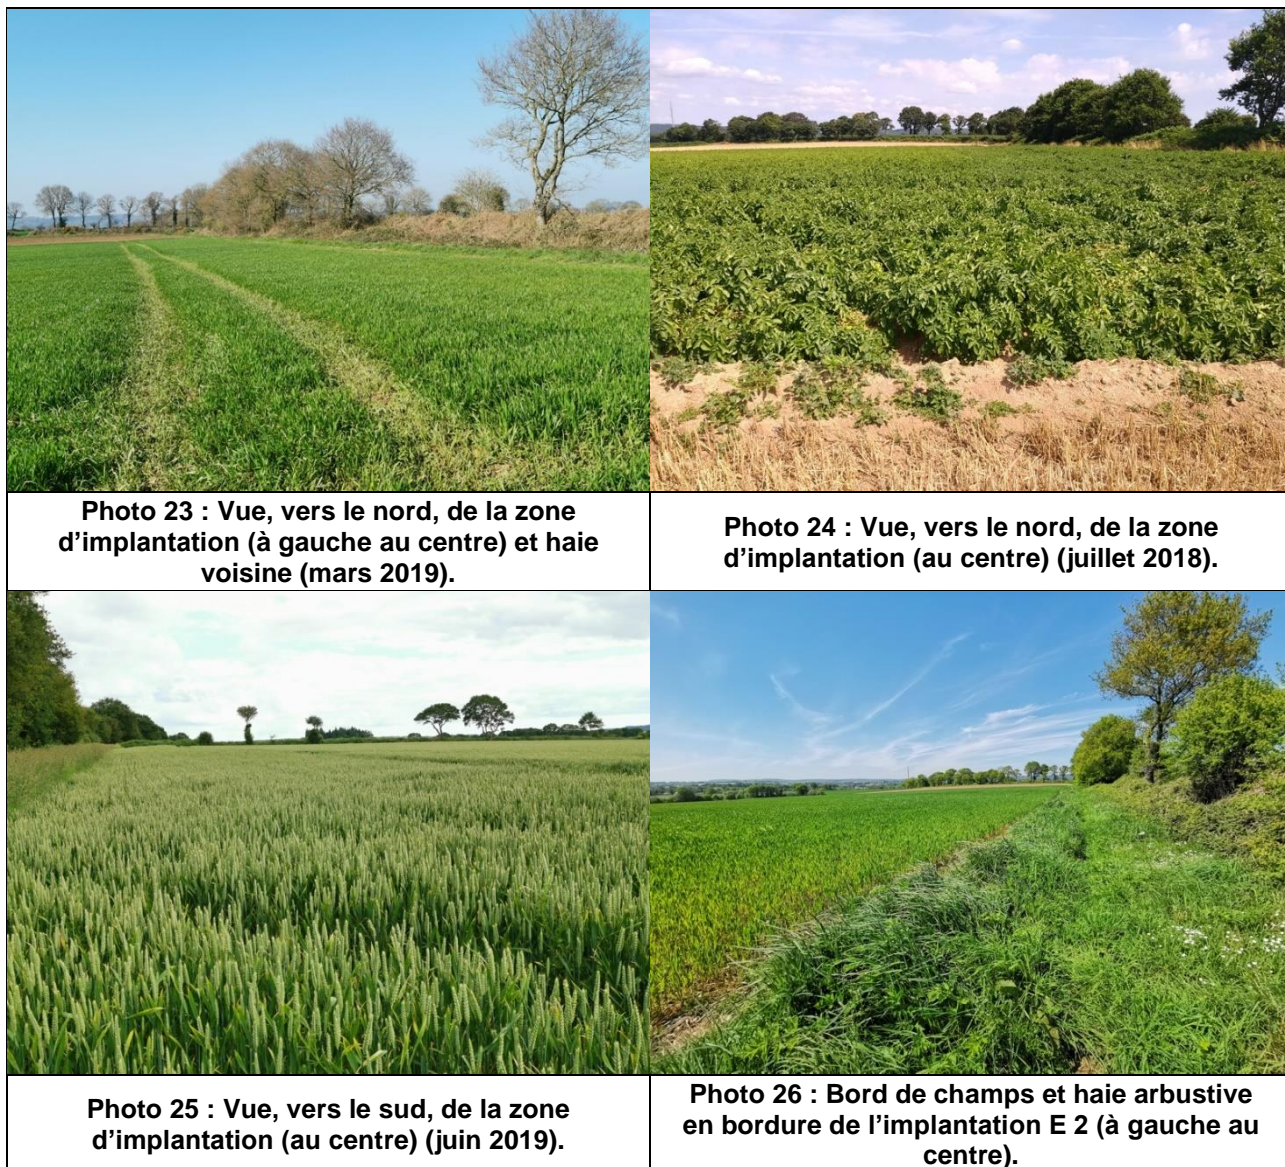 Photo 23 : Vue, vers le nord, de la zone
d’implantation (à gauche au centre) et haie
voisine (mars 2019).
Photo 24 : Vue, vers le nord, de la zone
d’implantation (au centre) (juillet 2018).
Photo 25 : Vue, vers le sud, de la zone
d’implantation (au centre) (juin 2019).
Photo 26 : Bord de champs et haie arbustive
en bordure de l’implantation E 2 (à gauche au
centre).